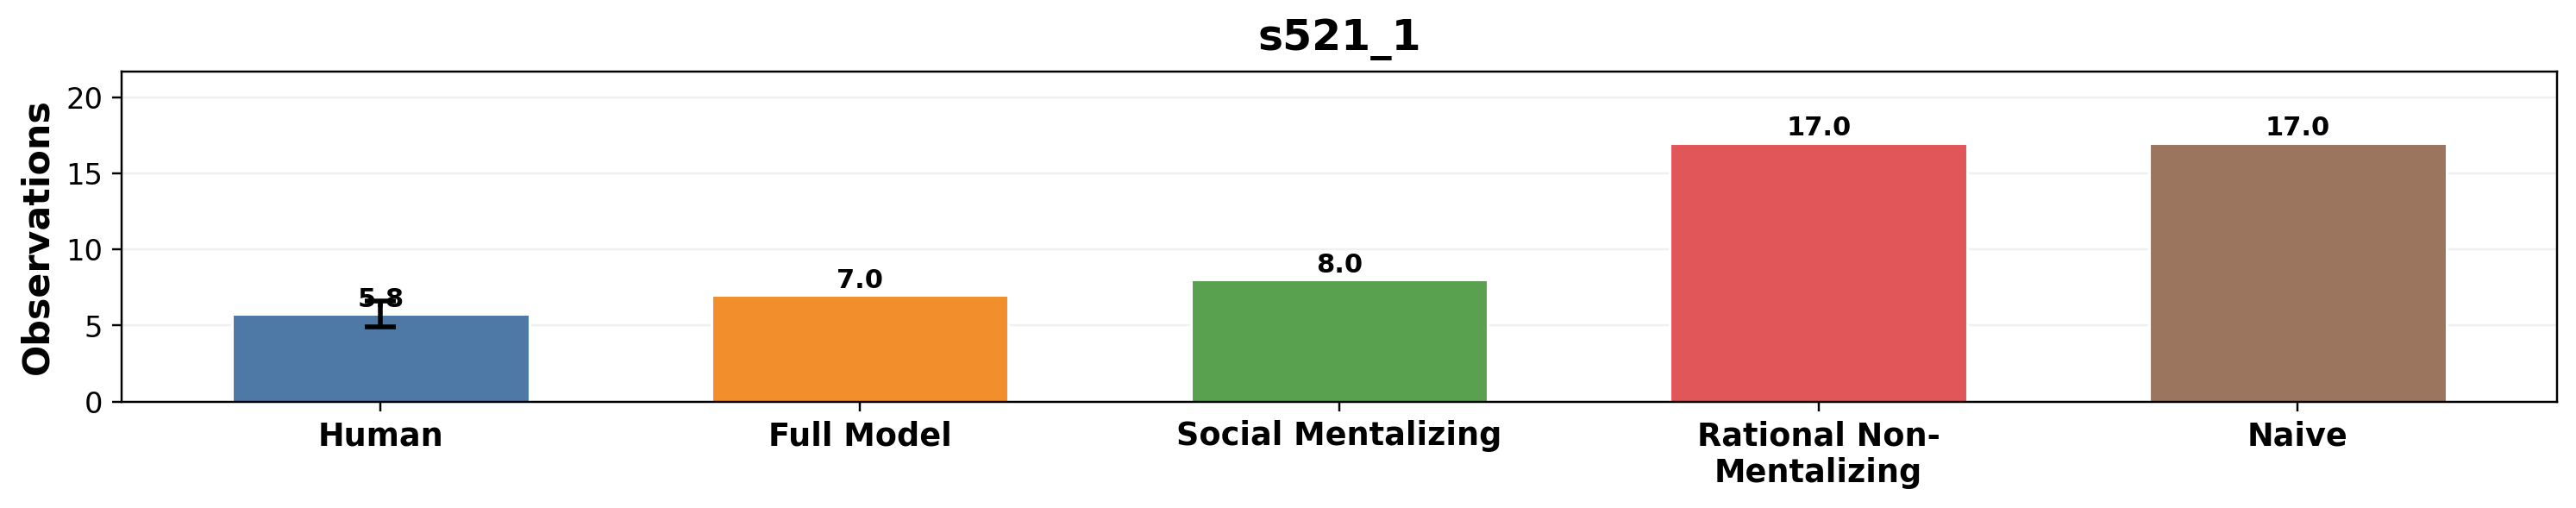 s521_1
Observations
20
15
10
5
0
5.8
7.0
8.0
17.0
17.0
Human
Full Model
Social Mentalizing
Rational Non-
Mentalizing
Naive